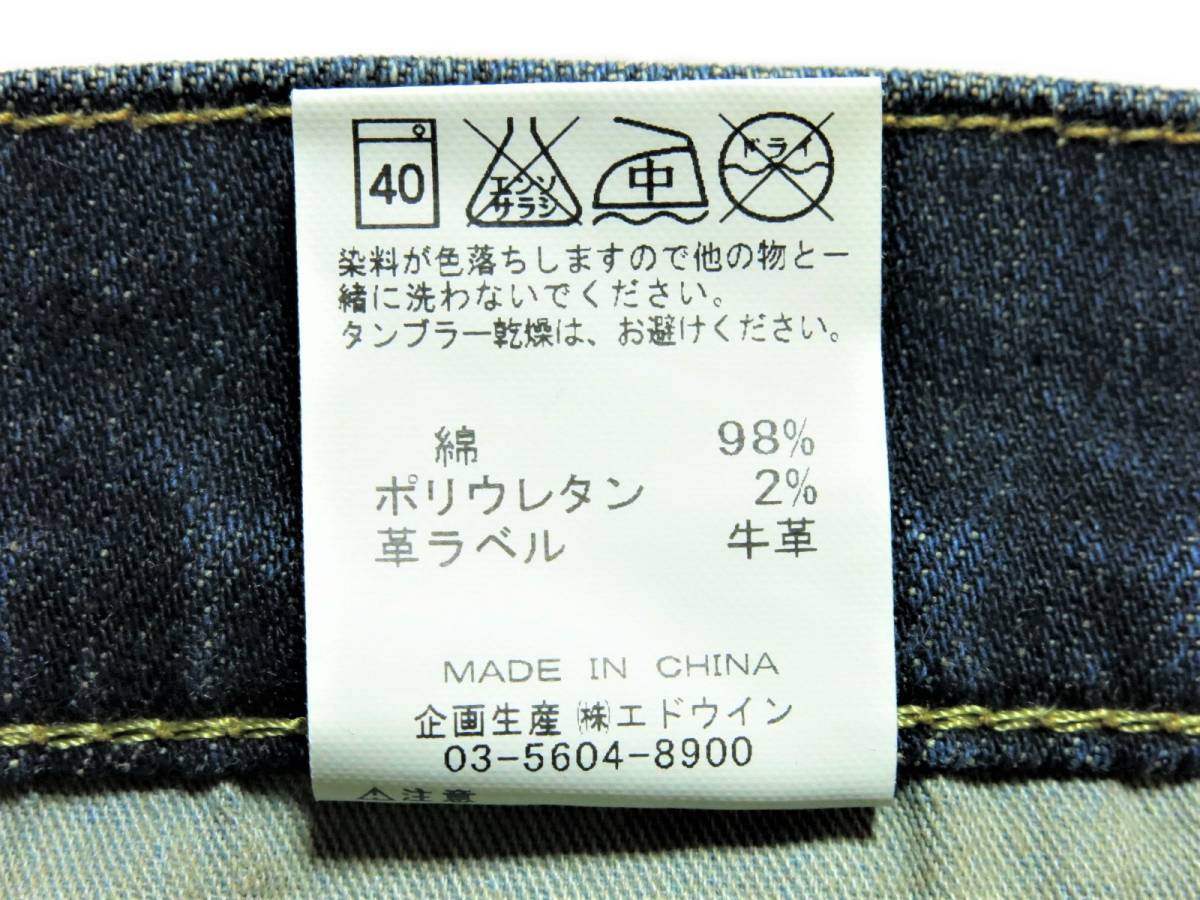 40
エンソ
サラシ
中
ドライ
染料が色落ちしますので他の物と一
緒に洗わないでください。
タンブラー乾燥は、お避けください。
綿 98%
ポリウレタン 2%
革ラベル 牛革
MADE IN CHINA
企画生産 ㈱エドウイン
03-5604-8900
⚠注意